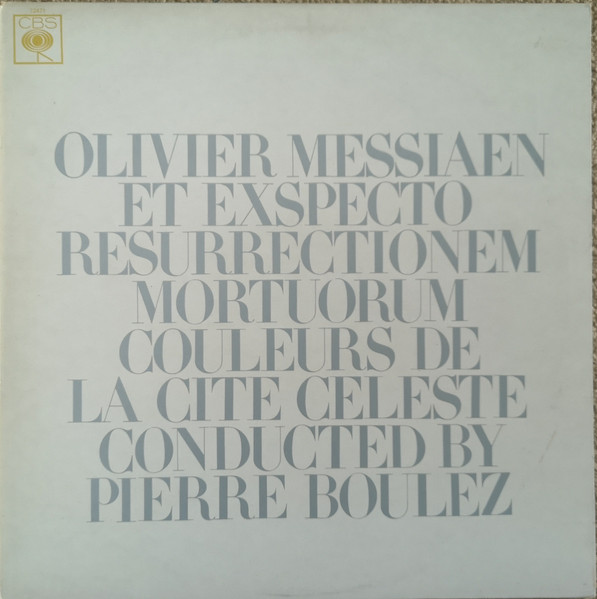 CBS
OLIVIER MESSIAEN
ET EXSPECTO
RESURRECTIONEM
MORTUORUM
COULEURS DE
LA CITE CELESTE
CONDUCTED BY
PIERRE BOULEZ